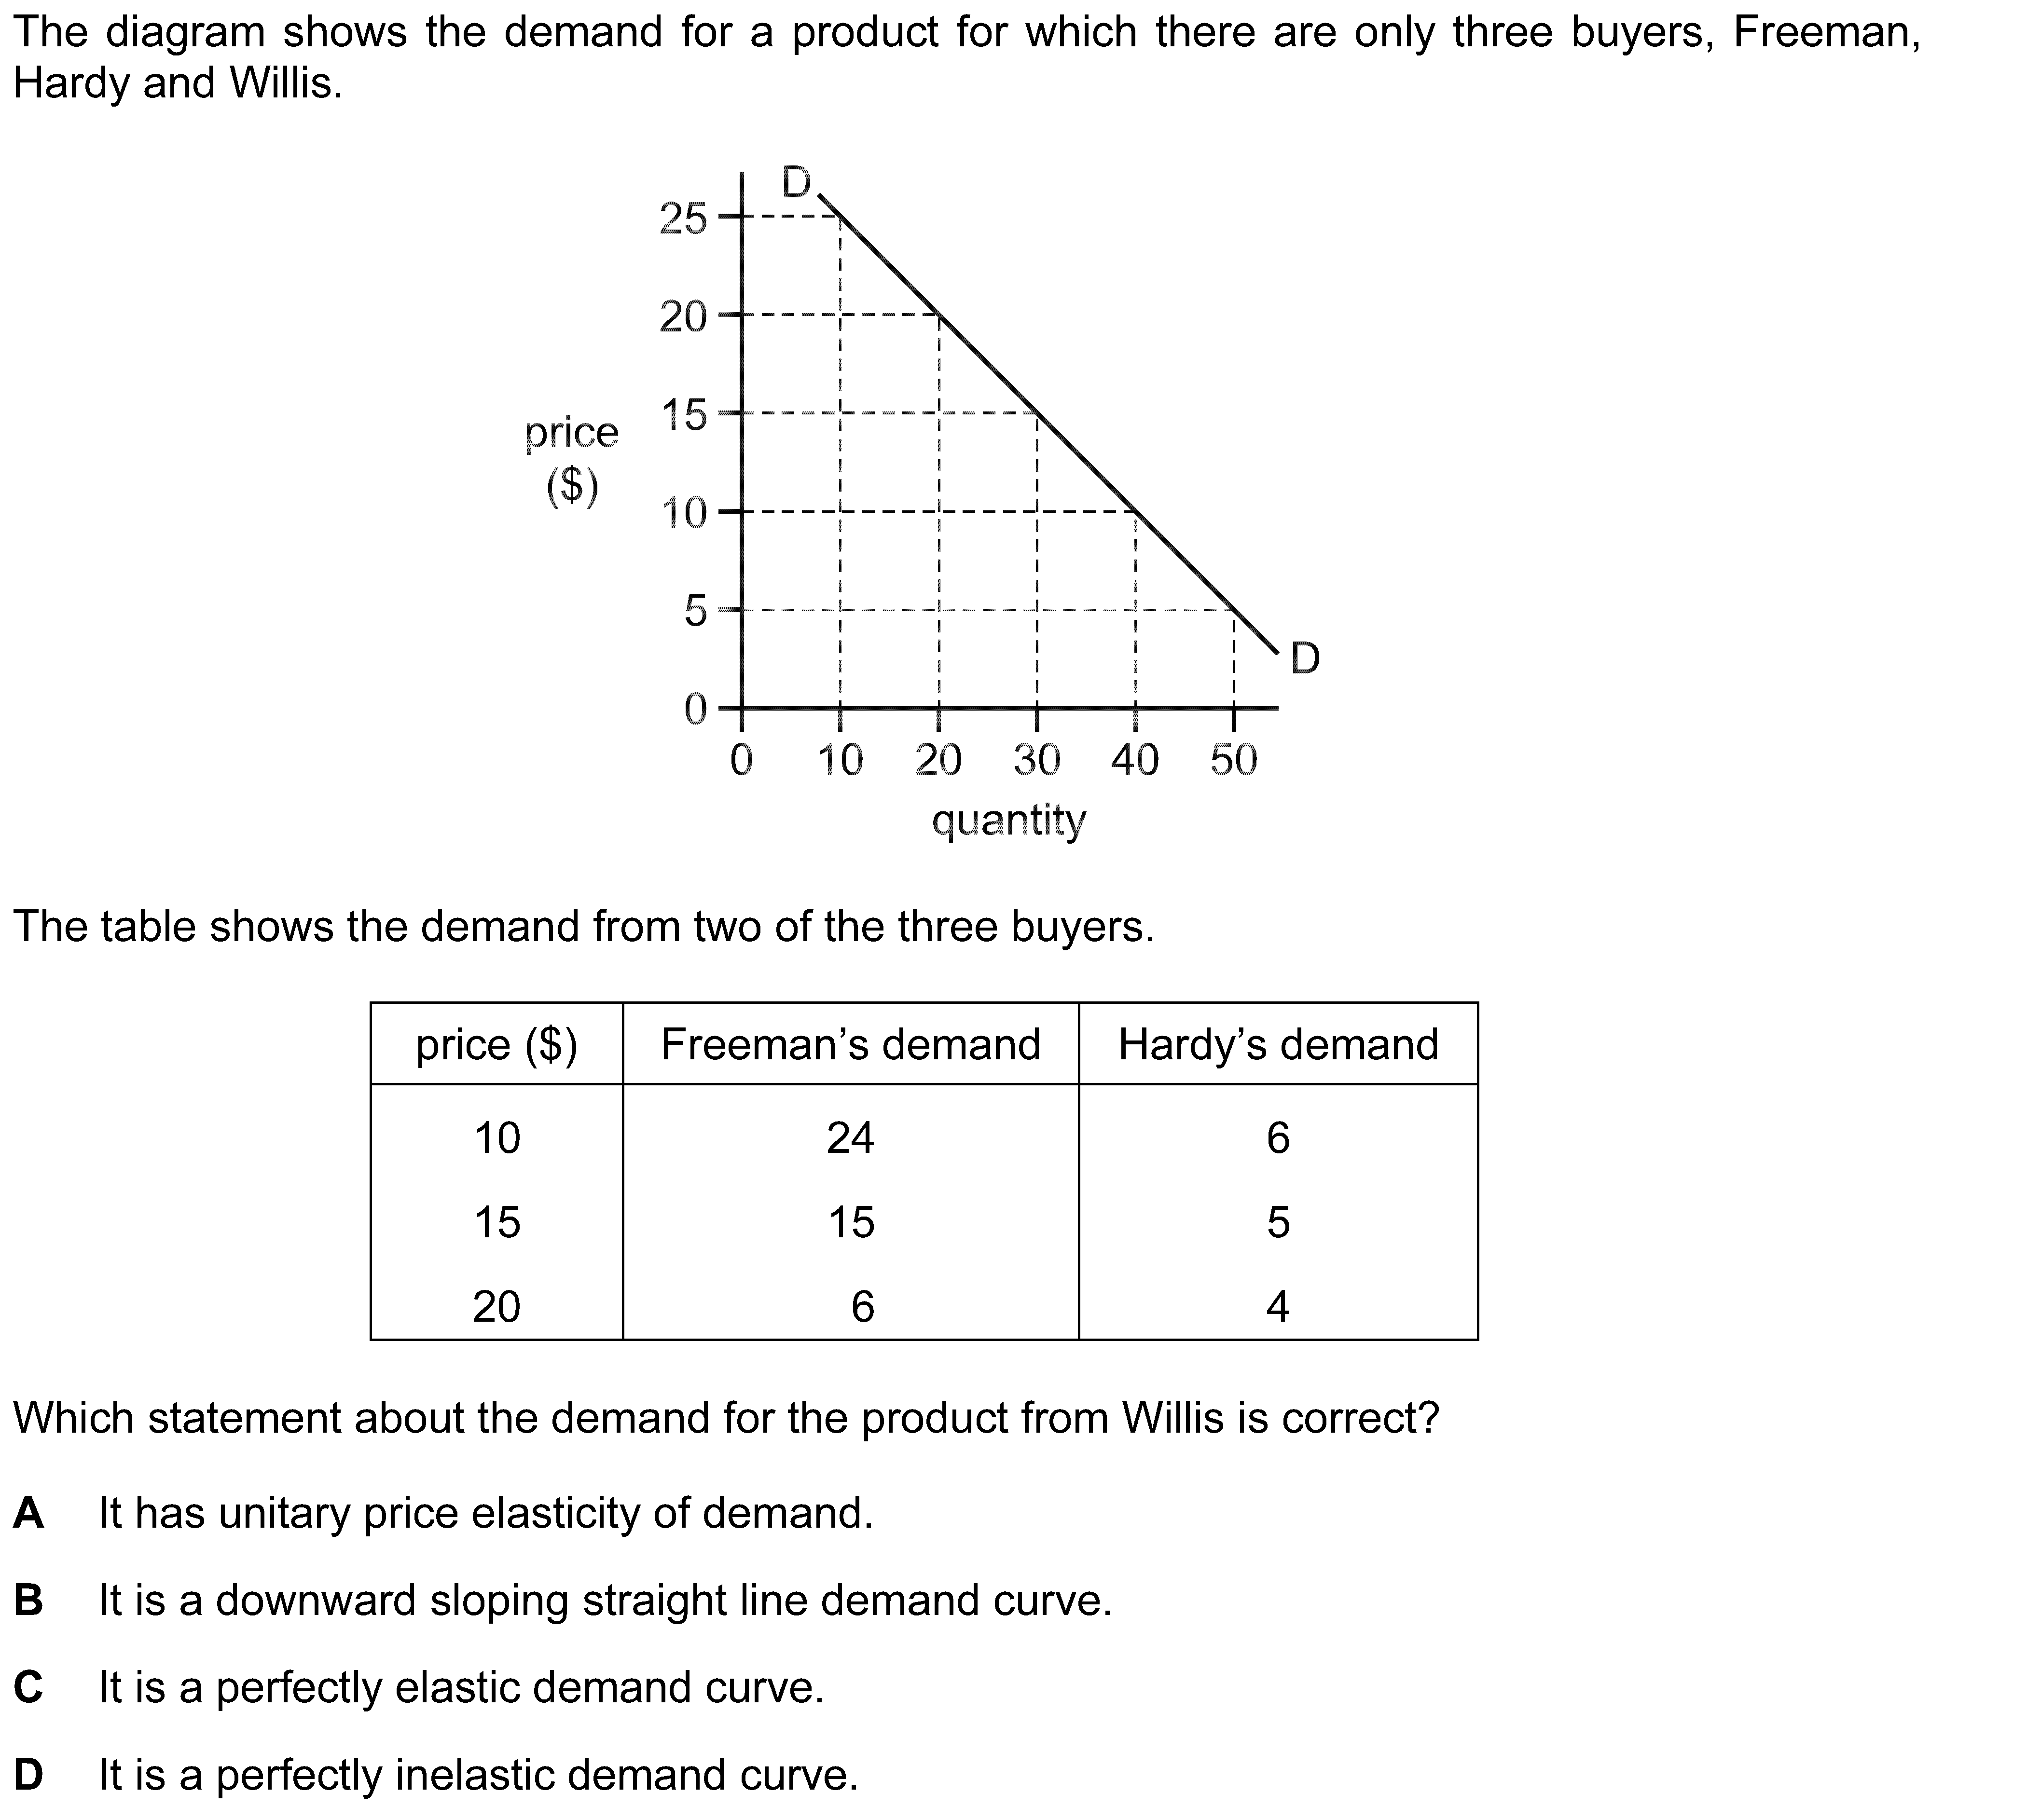 The diagram shows the demand for a product for which there are only three buyers, Freeman,
Hardy and Willis.
D
25
20
15
price
($)
10
5
D
0
0 10 20 30 40 50
quantity
The table shows the demand from two of the three buyers.
price ($) Freeman’s demand Hardy’s demand
10 24 6
15 15 5
20 6 4
Which statement about the demand for the product from Willis is correct?
A It has unitary price elasticity of demand.
B It is a downward sloping straight line demand curve.
C It is a perfectly elastic demand curve.
D It is a perfectly inelastic demand curve.